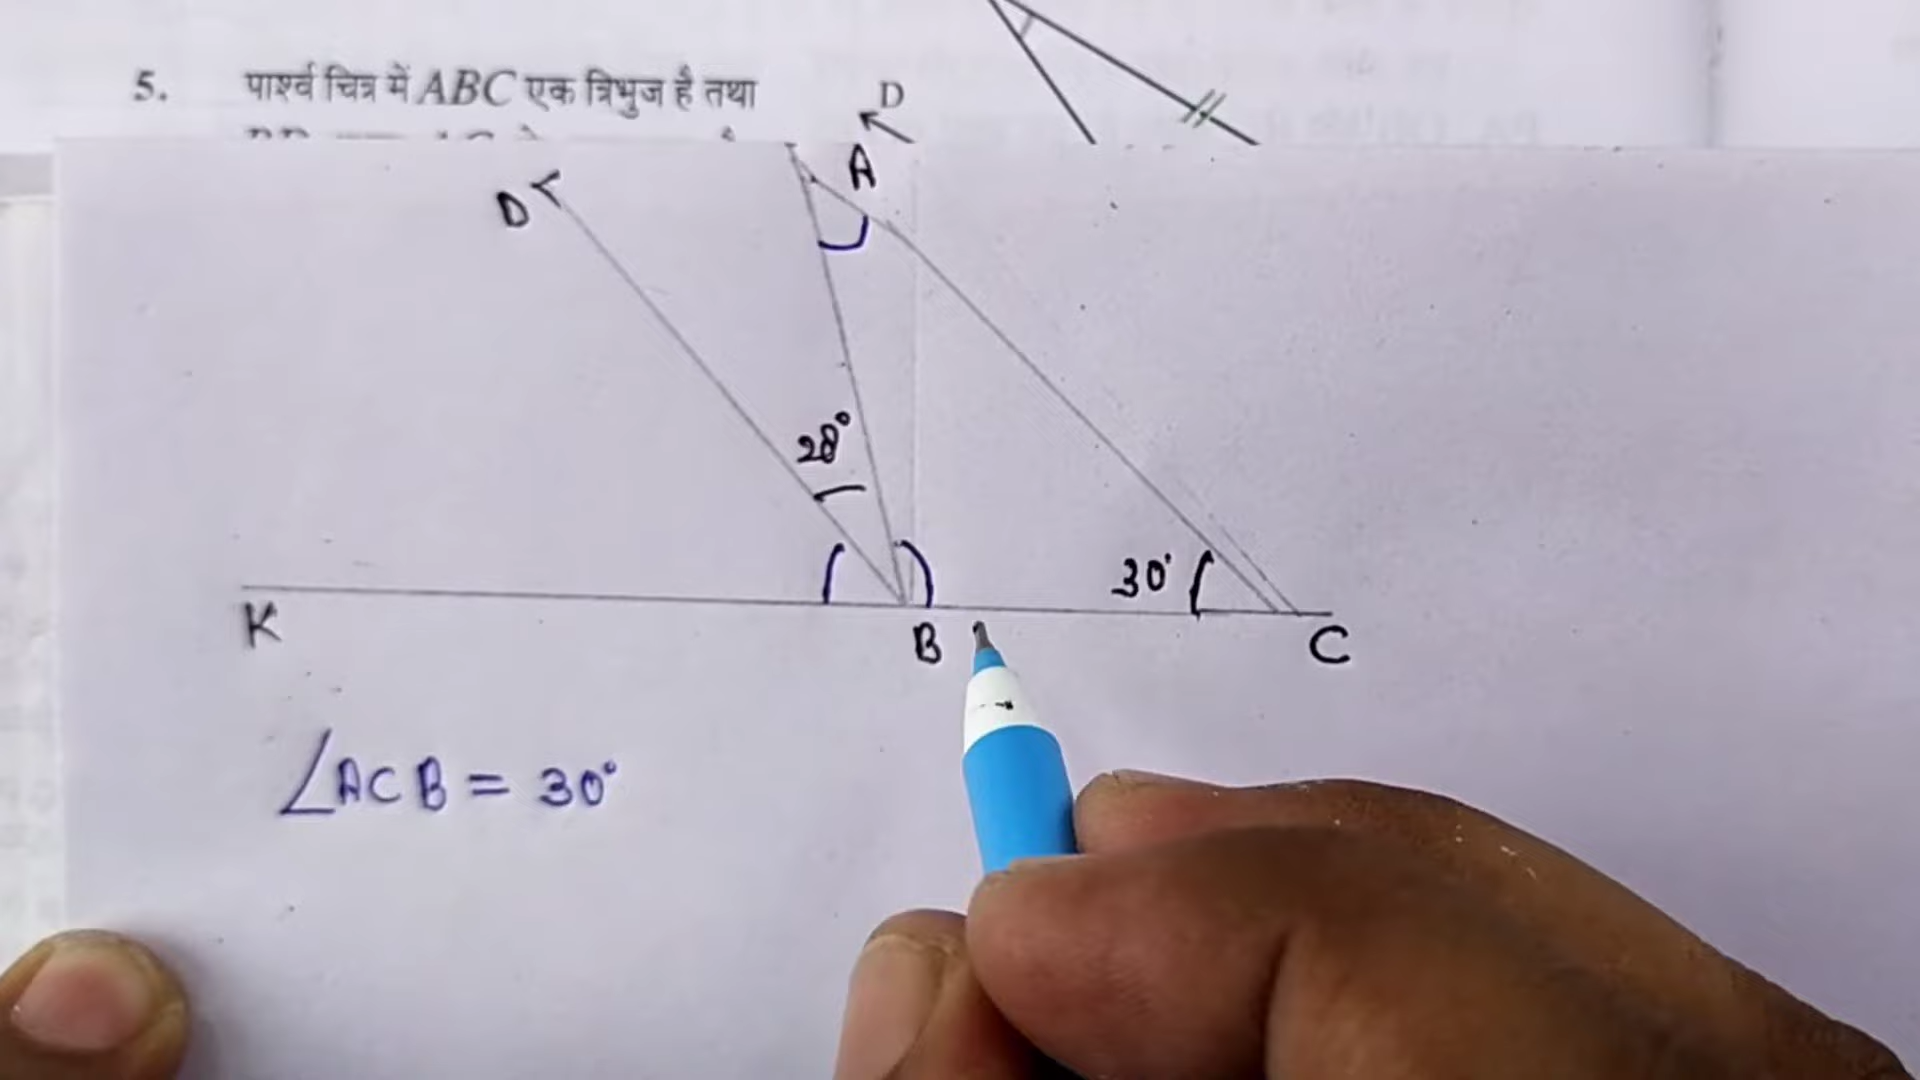 5. पार्श्व चित्र में ABC एक त्रिभुज है तथा
D
A
D
28°
30°
K
B
C
∠ACB = 30°